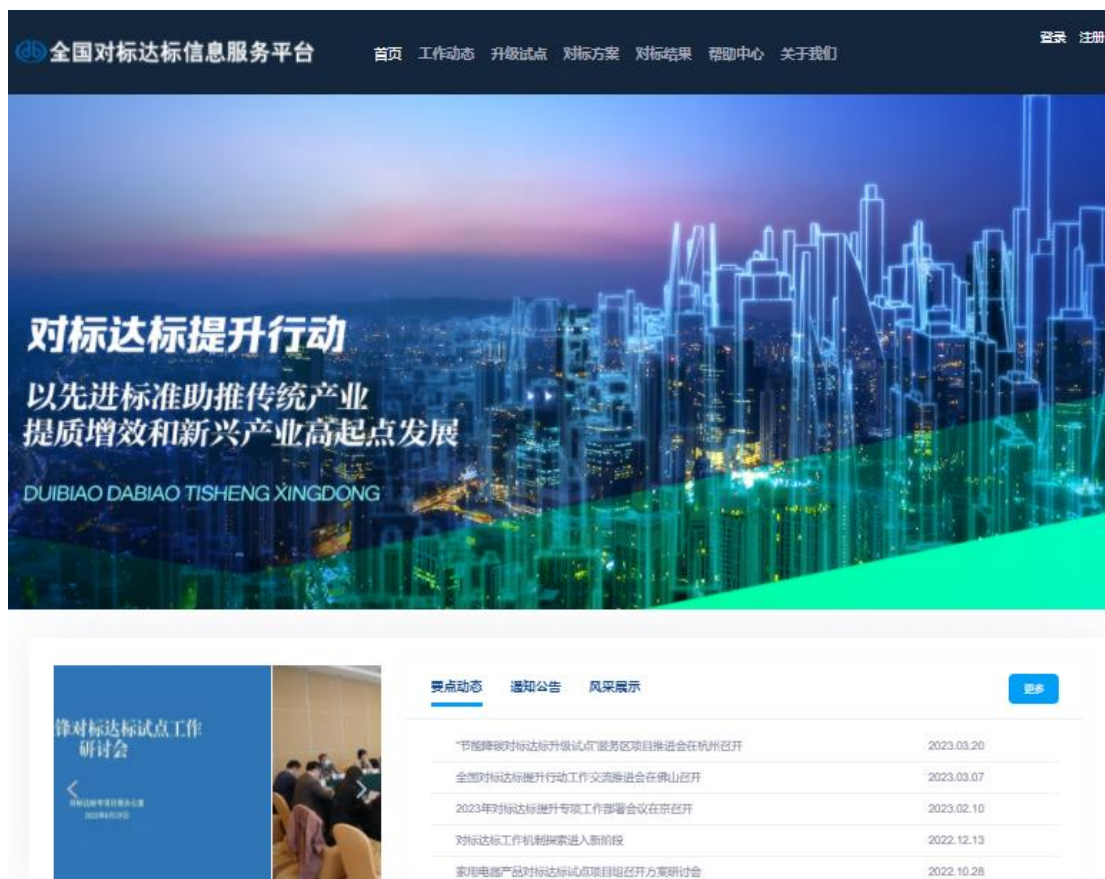 全国对标达标信息服务平台
首页 工作动态 升级试点 对标方案 对标结果 帮助中心 关于我们
登录 注册
对标达标提升行动
以先进标准助推传统产业
提质增效和新兴产业高起点发展
DUIBIAO DABIAO TISHENG XINGDONG
锋对标达标试点工作
研讨会
要点动态 通知公告 风采展示 更多
“节能降碳对标达标升级试点”服务区项目推进会在杭州召开 2023.03.20
全国对标达标提升行动工作交流推进会在佛山召开 2023.03.07
2023年对标达标提升专项工作部署会议在京召开 2023.02.10
对标达标工作机制探索进入新阶段 2022.12.13
家用电器产品对标达标试点项目组召开方案研讨会 2022.10.28